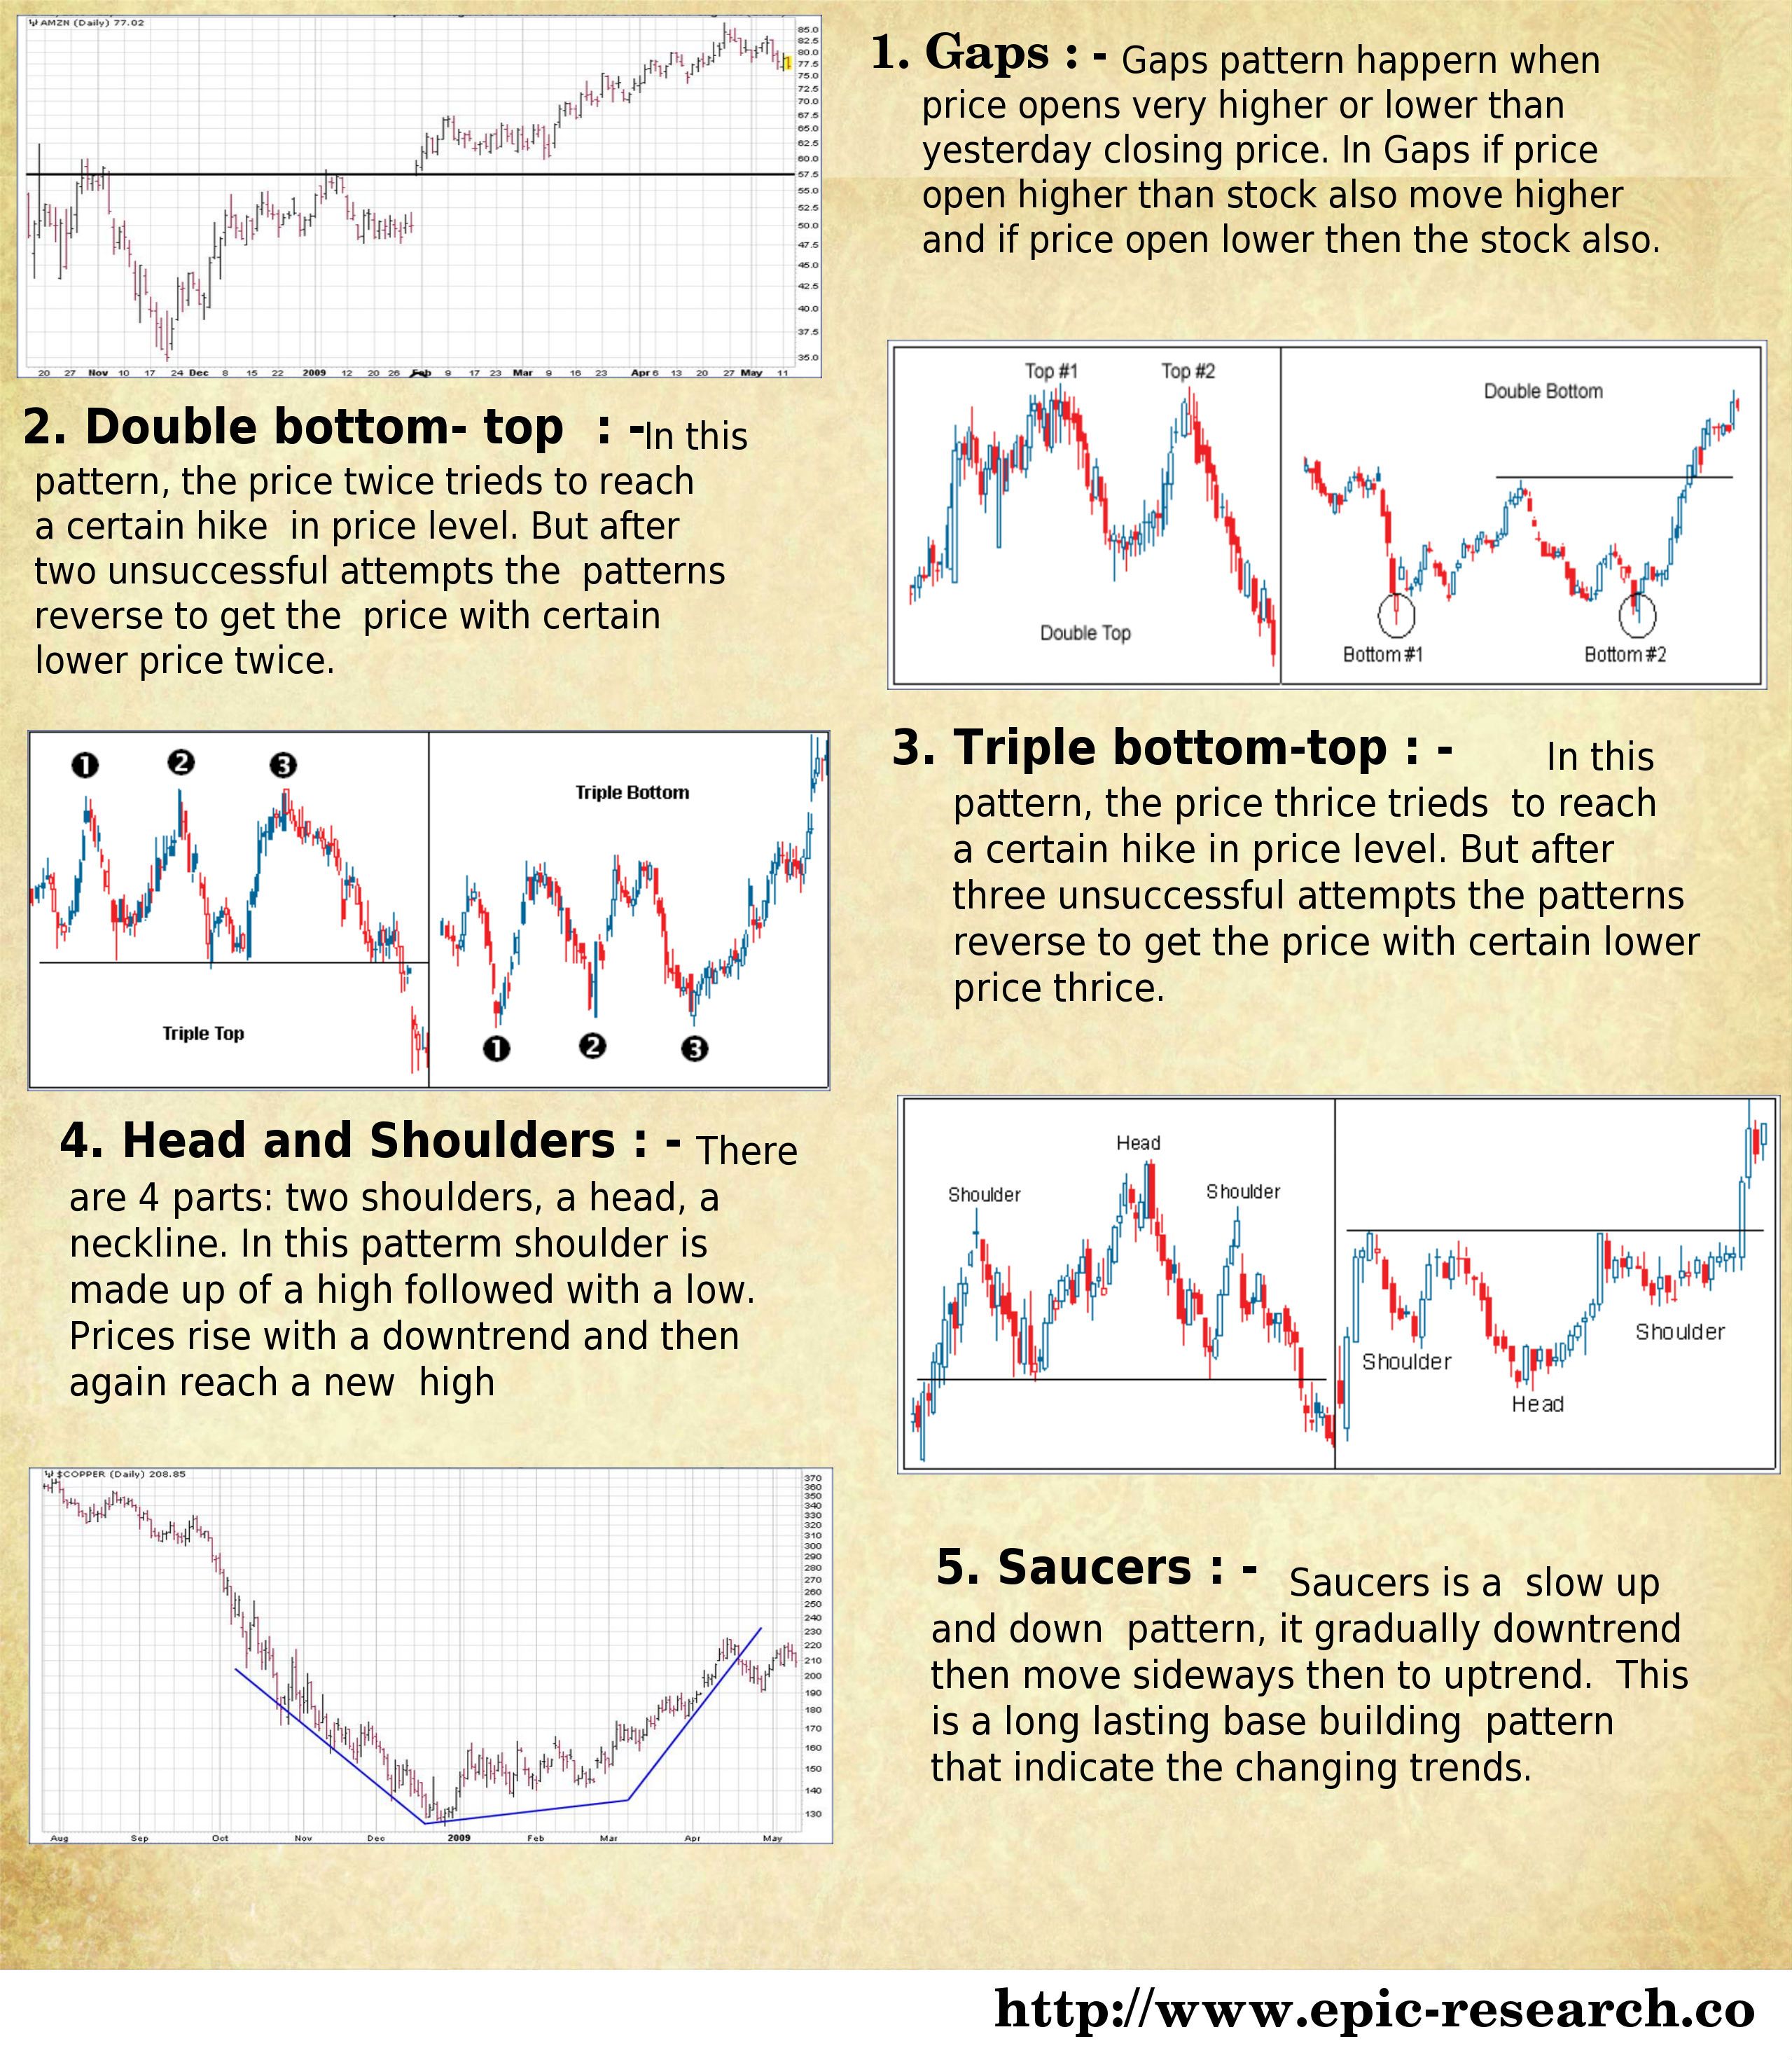 AMZN (Daily) 77.02
85.0
82.5
80.0
77.5
75.0
72.5
70.0
67.5
65.0
62.5
60.0
57.5
55.0
52.5
50.0
47.5
45.0
42.5
40.0
37.5
35.0
20 27 Nov 10 17 24 Dec 8 15 22 2009 12 20 26 Feb 9 17 23 Mar 9 16 23 Apr 6 13 20 27 May 11
1. Gaps : - Gaps pattern happern when
price opens very higher or lower than
yesterday closing price. In Gaps if price
open higher than stock also move higher
and if price open lower then the stock also.
2. Double bottom- top : -In this
pattern, the price twice trieds to reach
a certain hike in price level. But after
two unsuccessful attempts the patterns
reverse to get the price with certain
lower price twice.
Top #1 Top #2
Double Top
Double Bottom
Bottom #1 Bottom #2
1 2 3
Triple Top
Triple Bottom
1 2 3
3. Triple bottom-top : - In this
pattern, the price thrice trieds to reach
a certain hike in price level. But after
three unsuccessful attempts the patterns
reverse to get the price with certain lower
price thrice.
4. Head and Shoulders : - There
are 4 parts: two shoulders, a head, a
neckline. In this patterm shoulder is
made up of a high followed with a low.
Prices rise with a downtrend and then
again reach a new high
Head
Shoulder Shoulder
Shoulder
Shoulder
Head
$COPPER (Daily) 208.85
370
360
350
340
330
320
310
300
290
280
270
260
250
240
230
220
210
200
190
180
170
160
150
140
130
Aug Sep Oct Nov Dec 2009 Feb Mar Apr May
5. Saucers : - Saucers is a slow up
and down pattern, it gradually downtrend
then move sideways then to uptrend. This
is a long lasting base building pattern
that indicate the changing trends.
http://www.epic-research.co